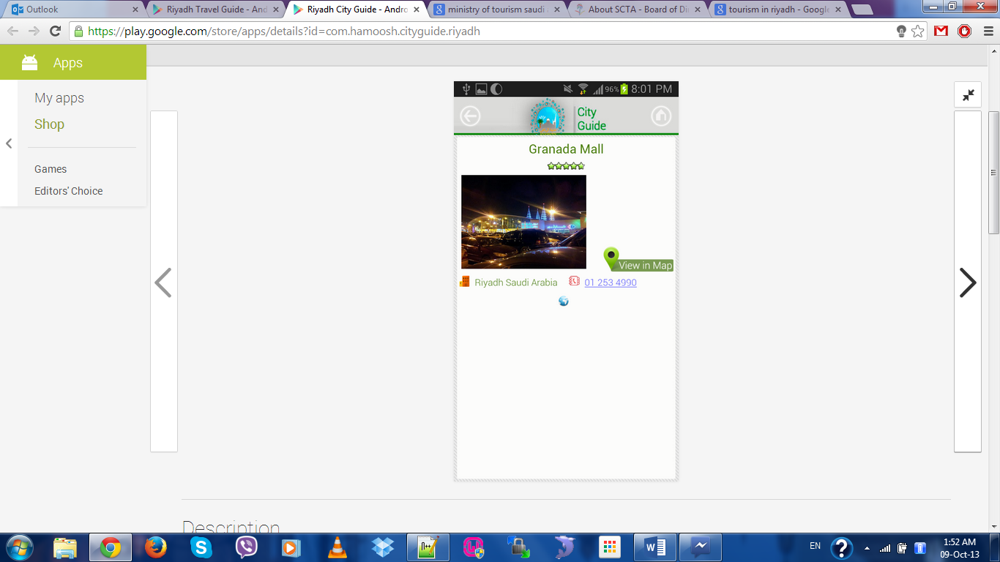 Outlook
Riyadh Travel Guide - And
Riyadh City Guide - Andro
ministry of tourism saudi
About SCTA - Board of Di
tourism in riyadh - Google
https://play.google.com/store/apps/details?id=com.hamoosh.cityguide.riyadh
Apps
My apps
Shop
Games
Editors' Choice
96% 8:01 PM
City
Guide
Granada Mall
View in Map
Riyadh Saudi Arabia 01 253 4990
Description
EN
1:52 AM
09-Oct-13